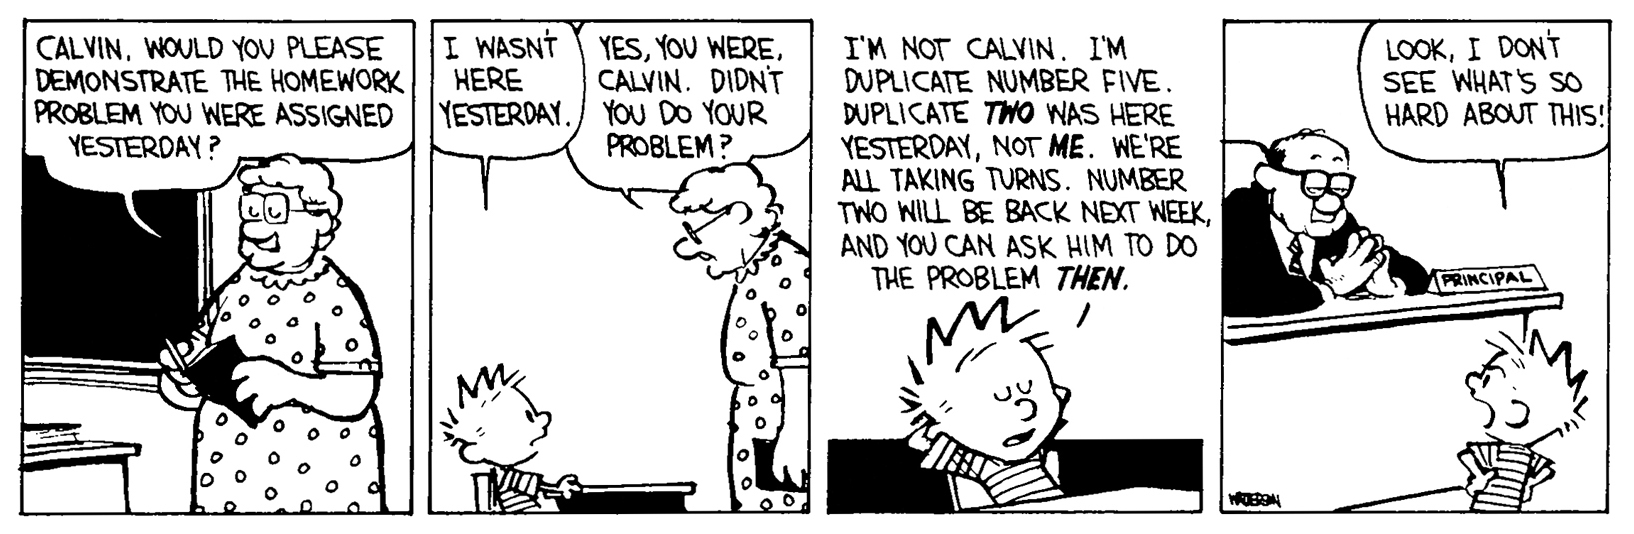 CALVIN, WOULD YOU PLEASE
DEMONSTRATE THE HOMEWORK
PROBLEM YOU WERE ASSIGNED
YESTERDAY?
I WASN'T
HERE
YESTERDAY.
YES, YOU WERE,
CALVIN. DIDN'T
YOU DO YOUR
PROBLEM?
I'M NOT CALVIN. I'M
DUPLICATE NUMBER FIVE.
DUPLICATE TWO WAS HERE
YESTERDAY, NOT ME. WE'RE
ALL TAKING TURNS. NUMBER
TWO WILL BE BACK NEXT WEEK,
AND YOU CAN ASK HIM TO DO
THE PROBLEM THEN.
LOOK, I DON'T
SEE WHAT'S SO
HARD ABOUT THIS!
PRINCIPAL
WATTERSON